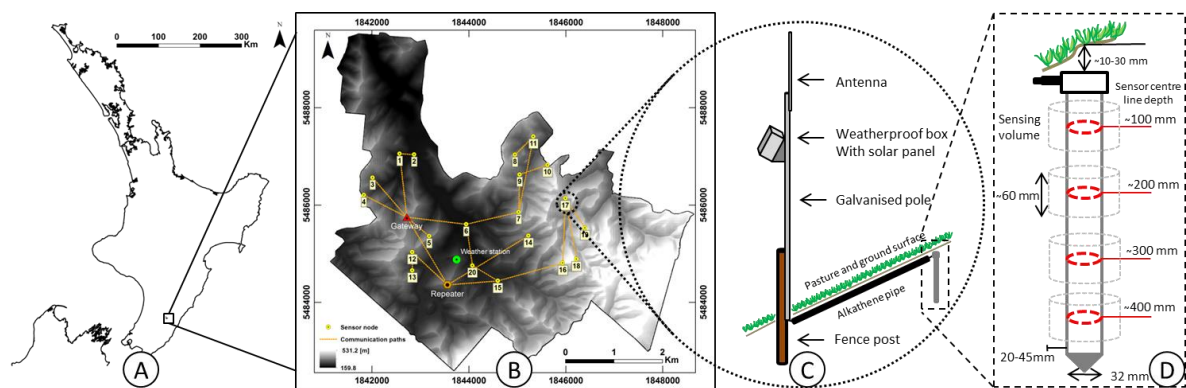 0 100 200 300
Km
N
A
1842000 1844000 1846000 1848000
N
5488000
5486000
5484000
5488000
5486000
5484000
1
2
3
4
5
6
7
8
9
10
11
12
13
14
15
16
17
18
19
20
Gateway
Weather station
Repeater
Sensor node
Communication paths
531.2 [m]
159.8
0 1 2
Km
1842000 1844000 1846000 1848000
B
Antenna
Weatherproof box
With solar panel
Galvanised pole
Pasture and ground surface
Alkathene pipe
Fence post
C
~10-30 mm
Sensor centre
line depth
Sensing
volume
~100 mm
~60 mm
~200 mm
~300 mm
~400 mm
20-45mm
32 mm
D